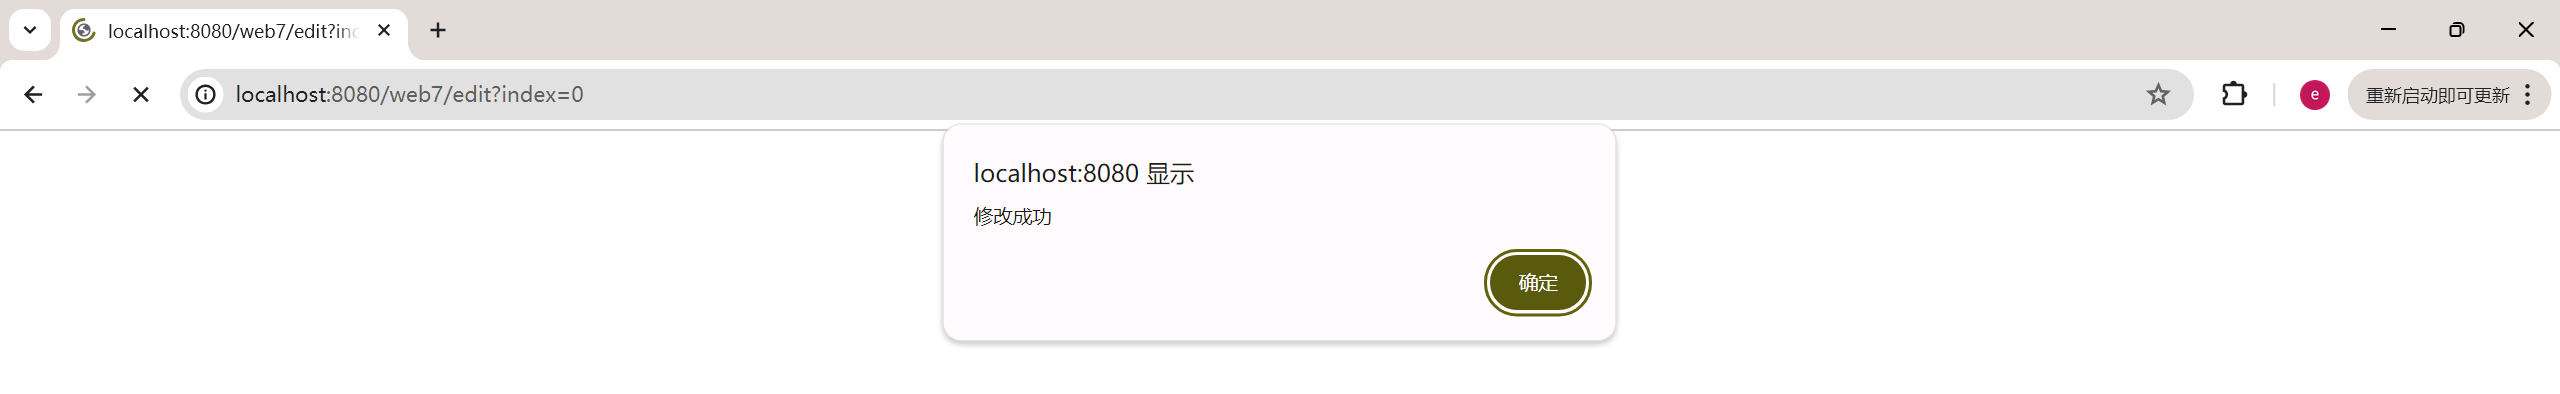 localhost:8080/web7/edit?inc
localhost:8080/web7/edit?index=0
e
重新启动即可更新
localhost:8080 显示
修改成功
确定